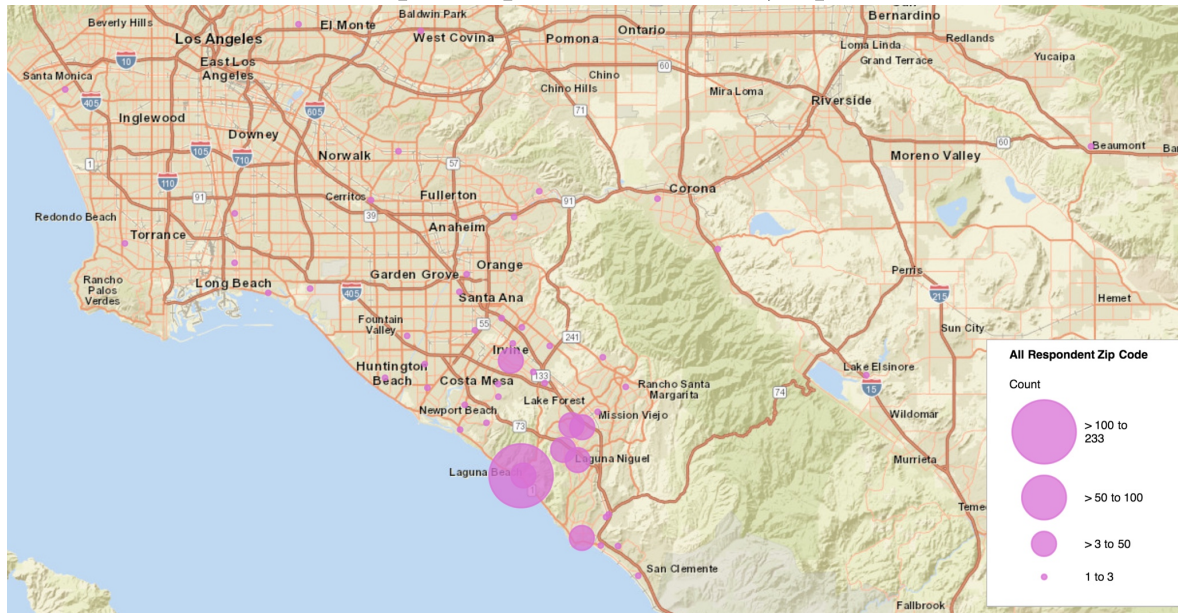 Beverly Hills
El Monte
Baldwin Park
Los Angeles
West Covina
Pomona
Ontario
Bernardino
Redlands
Loma Linda
Grand Terrace
Yucaipa
10
East Los
Angeles
Santa Monica
60
Chino
Chino Hills
Mira Loma
Riverside
405
605
71
Inglewood
Downey
105
710
Norwalk
57
60
Beaumont
Moreno Valley
1
110
91
Cerritos
39
Fullerton
91
Corona
Redondo Beach
Torrance
Anaheim
Rancho
Palos
Verdes
Long Beach
Garden Grove
Orange
405
Santa Ana
Perris
215
Hemet
Fountain
Valley
55
241
Sun City
Irvine
Huntington
Beach
Costa Mesa
133
Rancho Santa
Margarita
Lake Elsinore
15
74
Lake Forest
Newport Beach
Mission Viejo
73
Wildomar
Laguna Beach
Laguna Niguel
Murrieta
1
San Clemente
Fallbrook
All Respondent Zip Code
Count
> 100 to
233
> 50 to 100
> 3 to 50
1 to 3